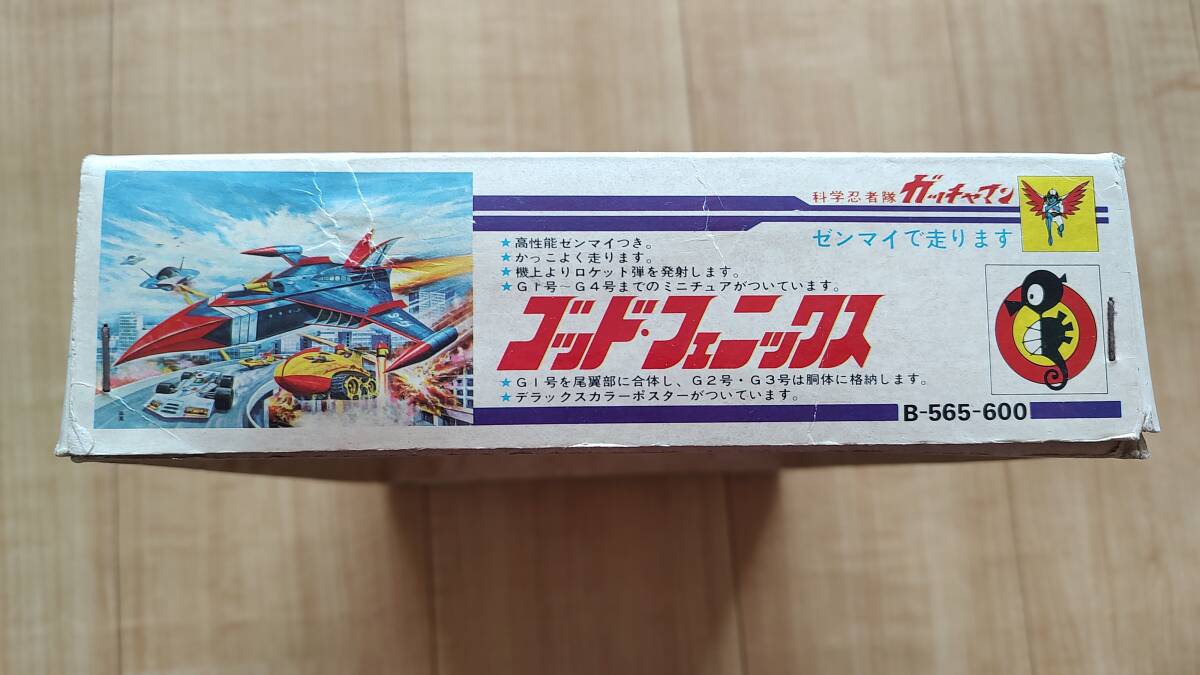 科学忍者隊 ガッチャマン
ゼンマイで走ります
★高性能ゼンマイつき。
★かっこよく走ります。
★機上よりロケット弾を発射します。
★G1号〜G4号までのミニチュアがついています。
ゴッド・フェニックス
★G1号を尾翼部に合体し、G2号・G3号は胴体に格納します。
★デラックスカラーポスターがついています。
B-565-600